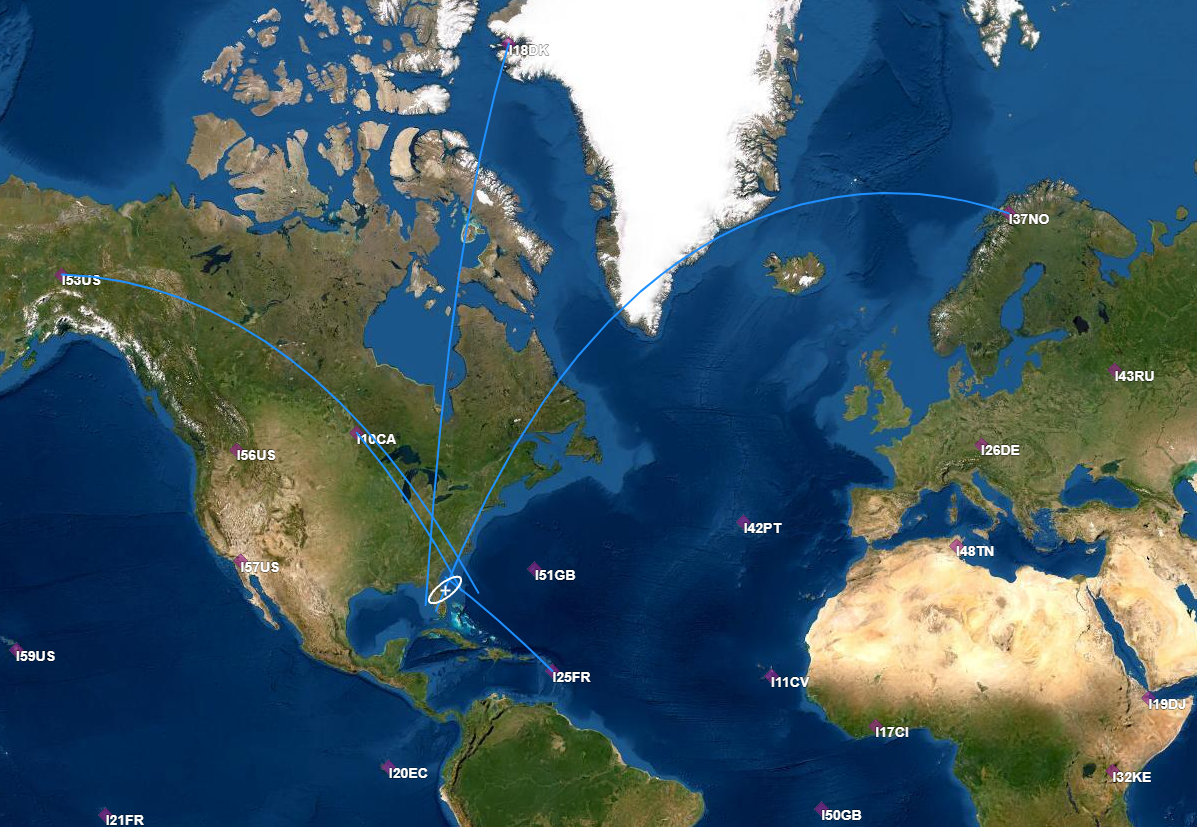 I18DK
I37NO
I53US
I43RU
I10CA
I26DE
I56US
I42PT
I48TN
I57US
I51GB
I59US
I25FR
I11CV
I19DJ
I17CI
I20EC
I32KE
I21FR
I50GB